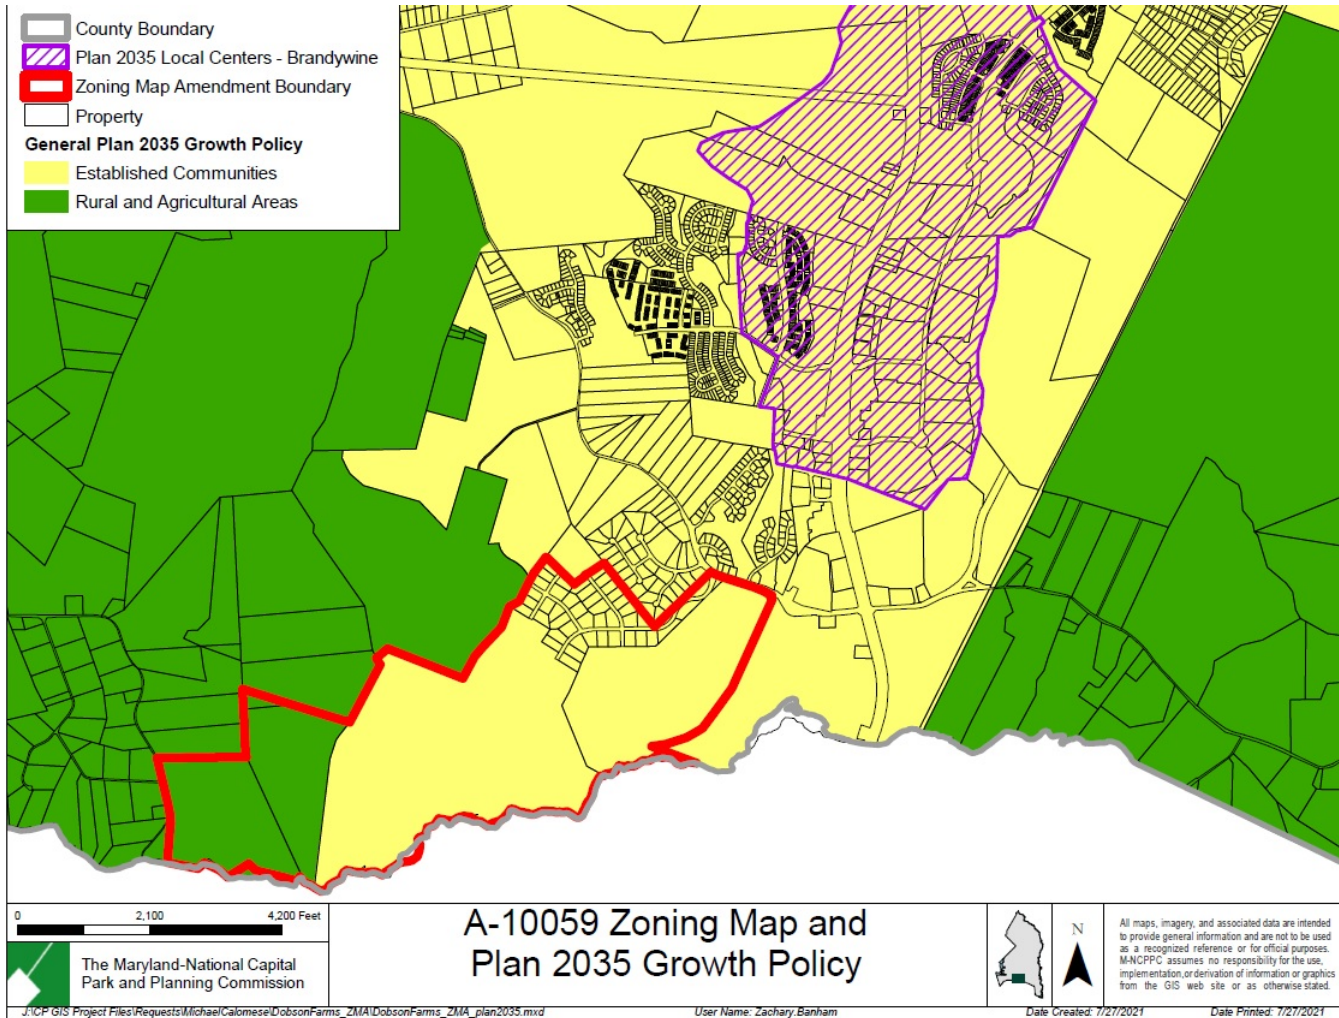 County Boundary
Plan 2035 Local Centers - Brandywine
Zoning Map Amendment Boundary
Property
General Plan 2035 Growth Policy
Established Communities
Rural and Agricultural Areas
0 2,100 4,200 Feet
The Maryland-National Capital
Park and Planning Commission
A-10059 Zoning Map and
Plan 2035 Growth Policy
N
All maps, imagery, and associated data are intended
to provide general information and are not to be used
as a recognized reference or for official purposes.
M-NCPPC assumes no responsibility for the use,
implementation,or derivation of information or graphics
from the GIS web site or as otherwise stated.
J:\CP GIS Project Files\Requests\MichaelCalomese\DobsonFarms_ZMA\DobsonFarms_ZMA_plan2035.mxd
User Name: Zachary.Banham
Date Created: 7/27/2021
Date Printed: 7/27/2021